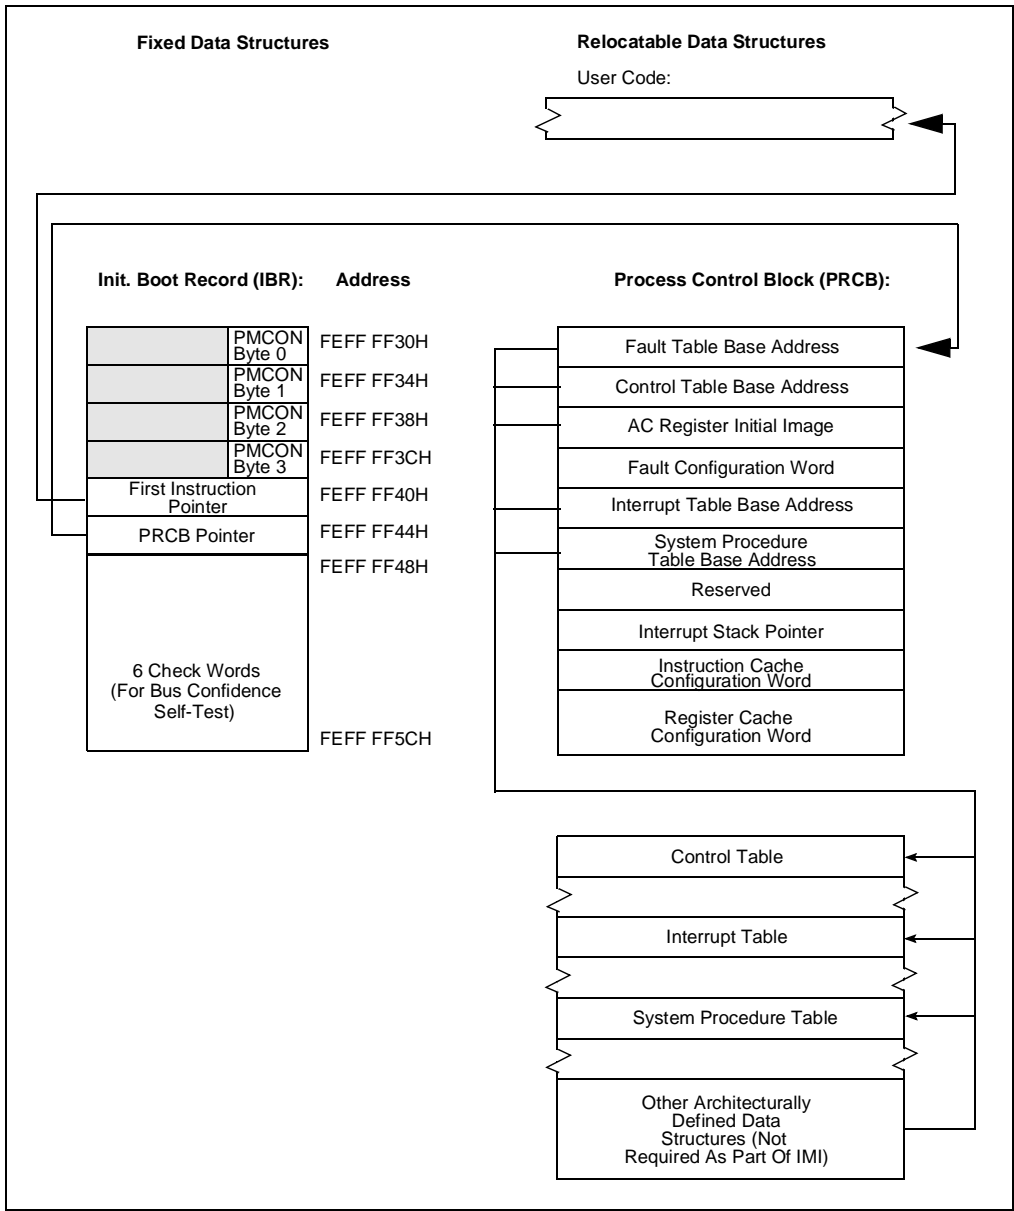 Fixed Data Structures
Relocatable Data Structures
User Code:
Init. Boot Record (IBR):
Address
PMCON
Byte 0
FEFF FF30H
PMCON
Byte 1
FEFF FF34H
PMCON
Byte 2
FEFF FF38H
PMCON
Byte 3
FEFF FF3CH
First Instruction
Pointer
FEFF FF40H
PRCB Pointer
FEFF FF44H
FEFF FF48H
6 Check Words
(For Bus Confidence
Self-Test)
FEFF FF5CH
Process Control Block (PRCB):
Fault Table Base Address
Control Table Base Address
AC Register Initial Image
Fault Configuration Word
Interrupt Table Base Address
System Procedure
Table Base Address
Reserved
Interrupt Stack Pointer
Instruction Cache
Configuration Word
Register Cache
Configuration Word
Control Table
Interrupt Table
System Procedure Table
Other Architecturally
Defined Data
Structures (Not
Required As Part Of IMI)